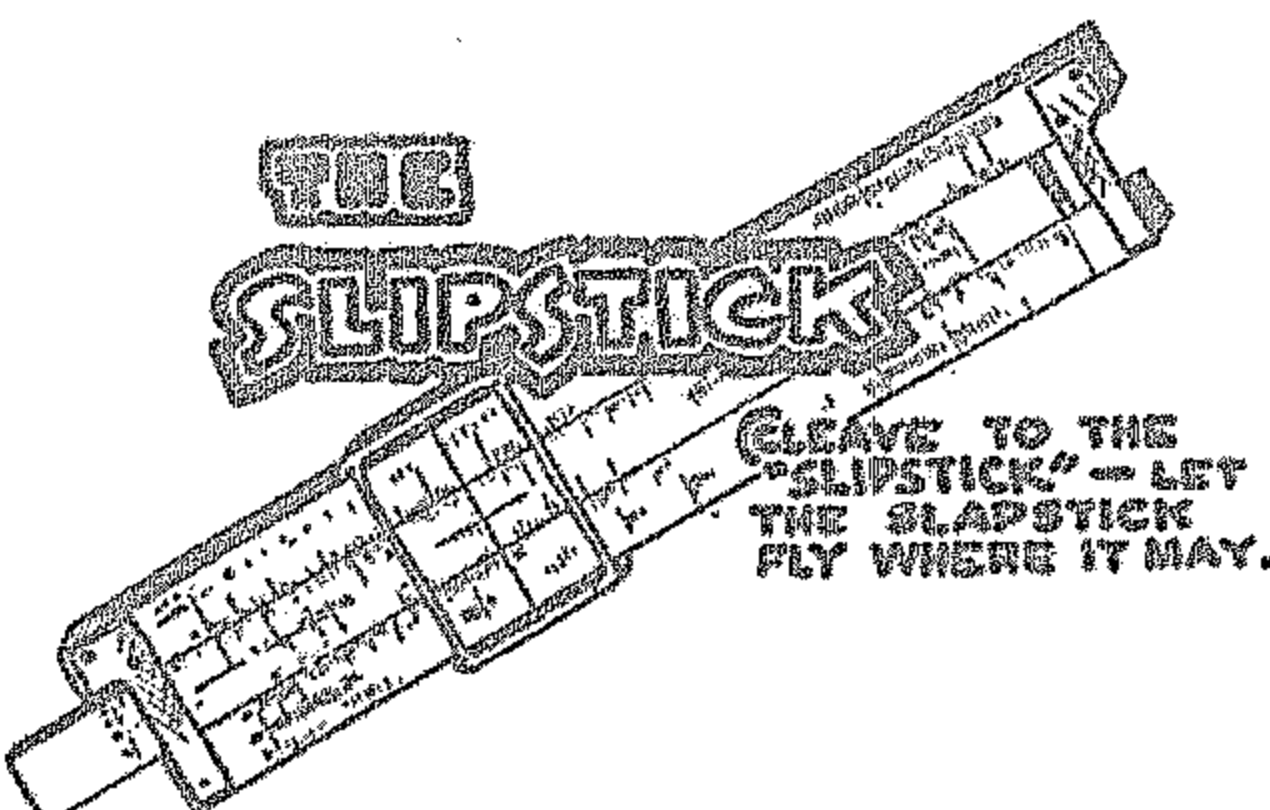 THE
SLIPSTICK
CLEAVE TO THE
"SLIPSTICK" - LET
THE SLAPSTICK
FLY WHERE IT MAY.